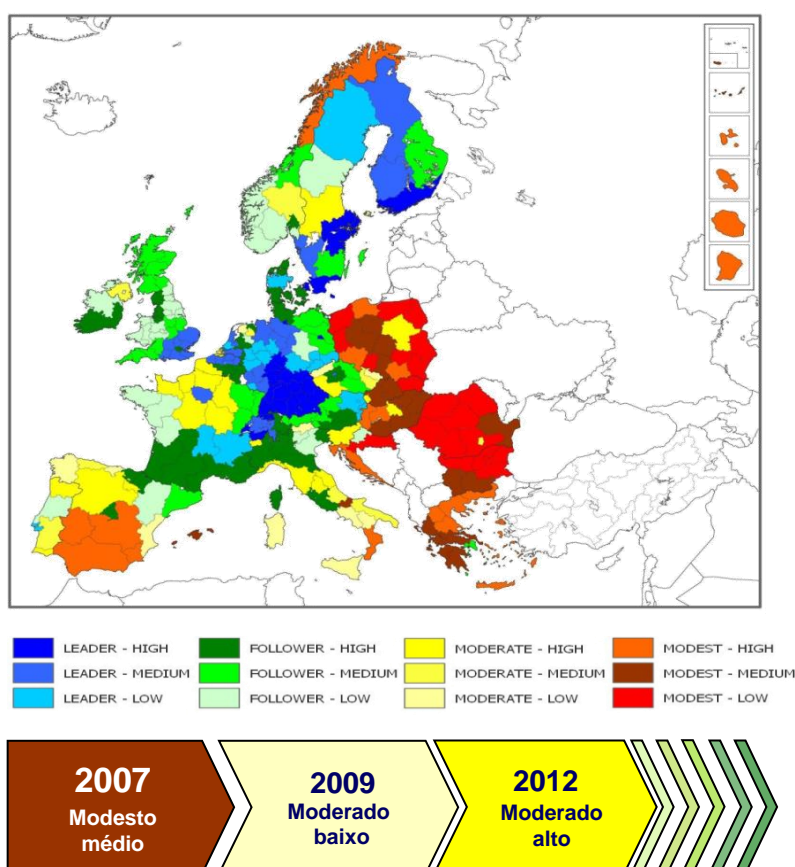 LEADER - HIGH
FOLLOWER - HIGH
MODERATE - HIGH
MODEST - HIGH
LEADER - MEDIUM
FOLLOWER - MEDIUM
MODERATE - MEDIUM
MODEST - MEDIUM
LEADER - LOW
FOLLOWER - LOW
MODERATE - LOW
MODEST - LOW
2007
Modesto
médio
2009
Moderado
baixo
2012
Moderado
alto